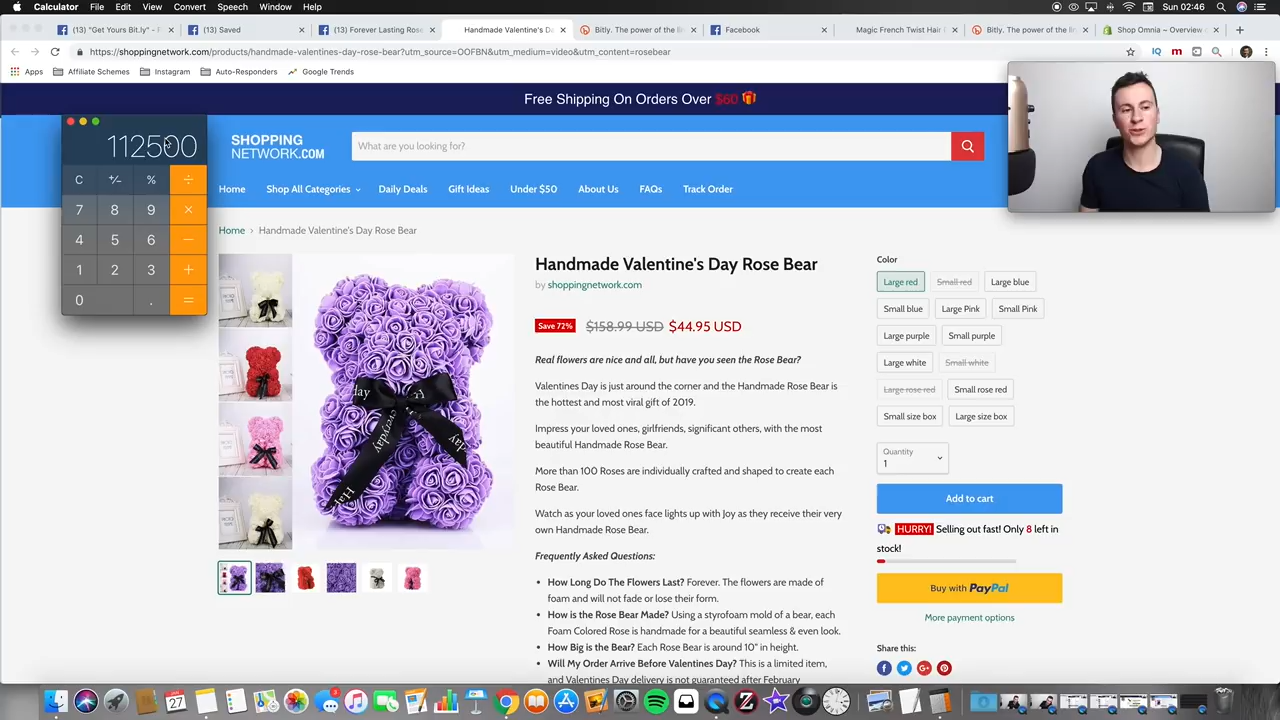 Calculator File Edit View Convert Speech Window Help Sun 02:46
(13) "Get Yours Bit.ly" - F (13) Saved (13) Forever Lasting Rose Handmade Valentine's Da Bitly. The power of the lin Facebook Magic French Twist Hair Bitly. The power of the lin Shop Omnia ~ Overview
https://shoppingnetwork.com/products/handmade-valentines-day-rose-bear?utm_source=OOFBN&utm_medium=video&utm_content=rosebear
Apps Affiliate Schemes Instagram Auto-Responders Google Trends
Free Shipping On Orders Over $60
112500
C +/- % ÷
7 8 9 ×
4 5 6 −
1 2 3 +
0 . =
SHOPPING
NETWORK.COM
What are you looking for?
Home Shop All Categories Daily Deals Gift Ideas Under $50 About Us FAQs Track Order
Home › Handmade Valentine's Day Rose Bear
Handmade Valentine's Day Rose Bear
by shoppingnetwork.com
Save 72% $158.99 USD $44.95 USD
Real flowers are nice and all, but have you seen the Rose Bear?
Valentines Day is just around the corner and the Handmade Rose Bear is
the hottest and most viral gift of 2019.
Impress your loved ones, girlfriends, significant others, with the most
beautiful Handmade Rose Bear.
More than 100 Roses are individually crafted and shaped to create each
Rose Bear.
Watch as your loved ones face lights up with Joy as they receive their very
own Handmade Rose Bear.
Frequently Asked Questions:
• How Long Do The Flowers Last? Forever. The flowers are made of
foam and will not fade or lose their form.
• How is the Rose Bear Made? Using a styrofoam mold of a bear, each
Foam Colored Rose is handmade for a beautiful seamless & even look.
• How Big is the Bear? Each Rose Bear is around 10" in height.
• Will My Order Arrive Before Valentines Day? This is a limited item,
and Valentines Day delivery is not guaranteed after February
Color
Large red Small red Large blue
Small blue Large Pink Small Pink
Large purple Small purple
Large white Small white
Large rose red Small rose red
Small size box Large size box
Quantity
1
Add to cart
HURRY! Selling out fast! Only 8 left in
stock!
Buy with PayPal
More payment options
Share this: